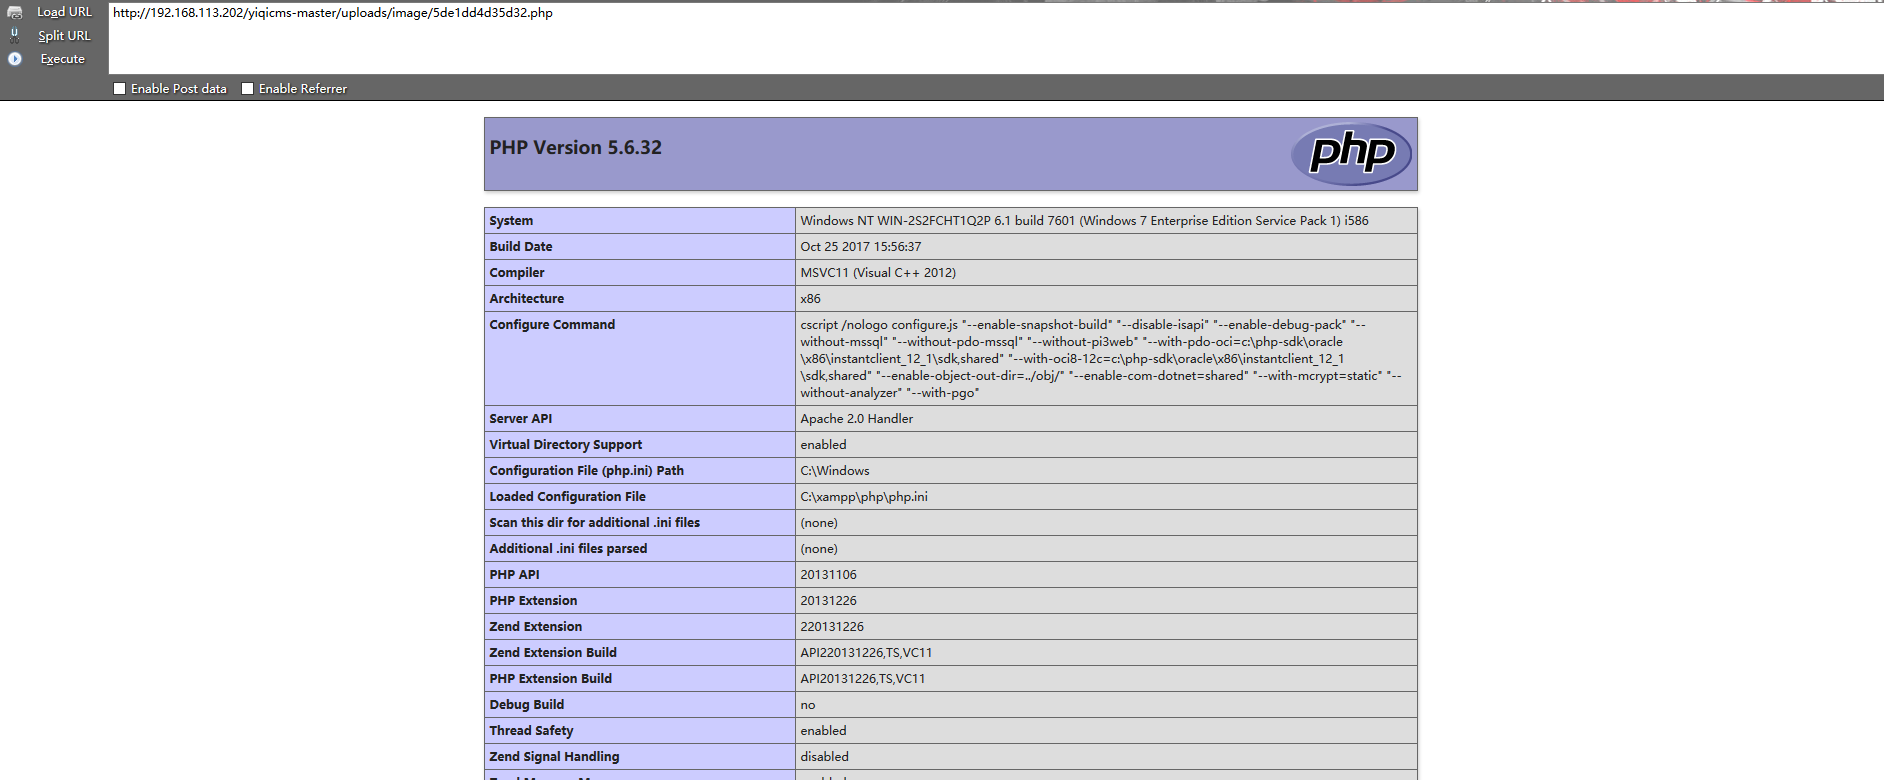 Load URL
http://192.168.113.202/yiqicms-master/uploads/image/5de1dd4d35d32.php
Split URL
Execute
Enable Post data Enable Referrer
PHP Version 5.6.32
php
System Windows NT WIN-2S2FCHT1Q2P 6.1 build 7601 (Windows 7 Enterprise Edition Service Pack 1) i586
Build Date Oct 25 2017 15:56:37
Compiler MSVC11 (Visual C++ 2012)
Architecture x86
Configure Command cscript /nologo configure.js "--enable-snapshot-build" "--disable-isapi" "--enable-debug-pack" "--
without-mssql" "--without-pdo-mssql" "--without-pi3web" "--with-pdo-oci=c:\php-sdk\oracle
\x86\instantclient_12_1\sdk,shared" "--with-oci8-12c=c:\php-sdk\oracle\x86\instantclient_12_1
\sdk,shared" "--enable-object-out-dir=../obj/" "--enable-com-dotnet=shared" "--with-mcrypt=static" "--
without-analyzer" "--with-pgo"
Server API Apache 2.0 Handler
Virtual Directory Support enabled
Configuration File (php.ini) Path C:\Windows
Loaded Configuration File C:\xampp\php\php.ini
Scan this dir for additional .ini files (none)
Additional .ini files parsed (none)
PHP API 20131106
PHP Extension 20131226
Zend Extension 220131226
Zend Extension Build API220131226,TS,VC11
PHP Extension Build API20131226,TS,VC11
Debug Build no
Thread Safety enabled
Zend Signal Handling disabled